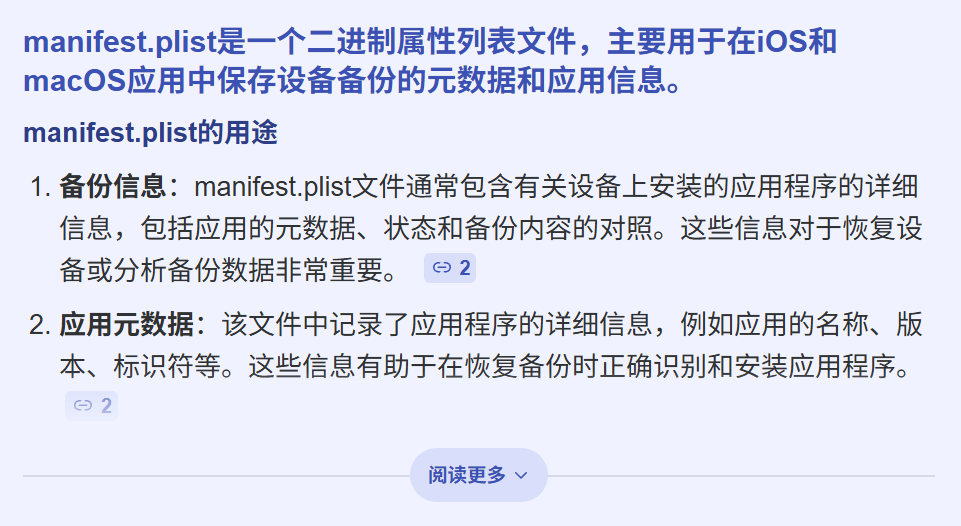 manifest.plist是一个二进制属性列表文件，主要用于在iOS和
macOS应用中保存设备备份的元数据和应用信息。
manifest.plist的用途
1. 备份信息：manifest.plist文件通常包含有关设备上安装的应用程序的详细
信息，包括应用的元数据、状态和备份内容的对照。这些信息对于恢复设
备或分析备份数据非常重要。 2
2. 应用元数据：该文件中记录了应用程序的详细信息，例如应用的名称、版
本、标识符等。这些信息有助于在恢复备份时正确识别和安装应用程序。
2
阅读更多